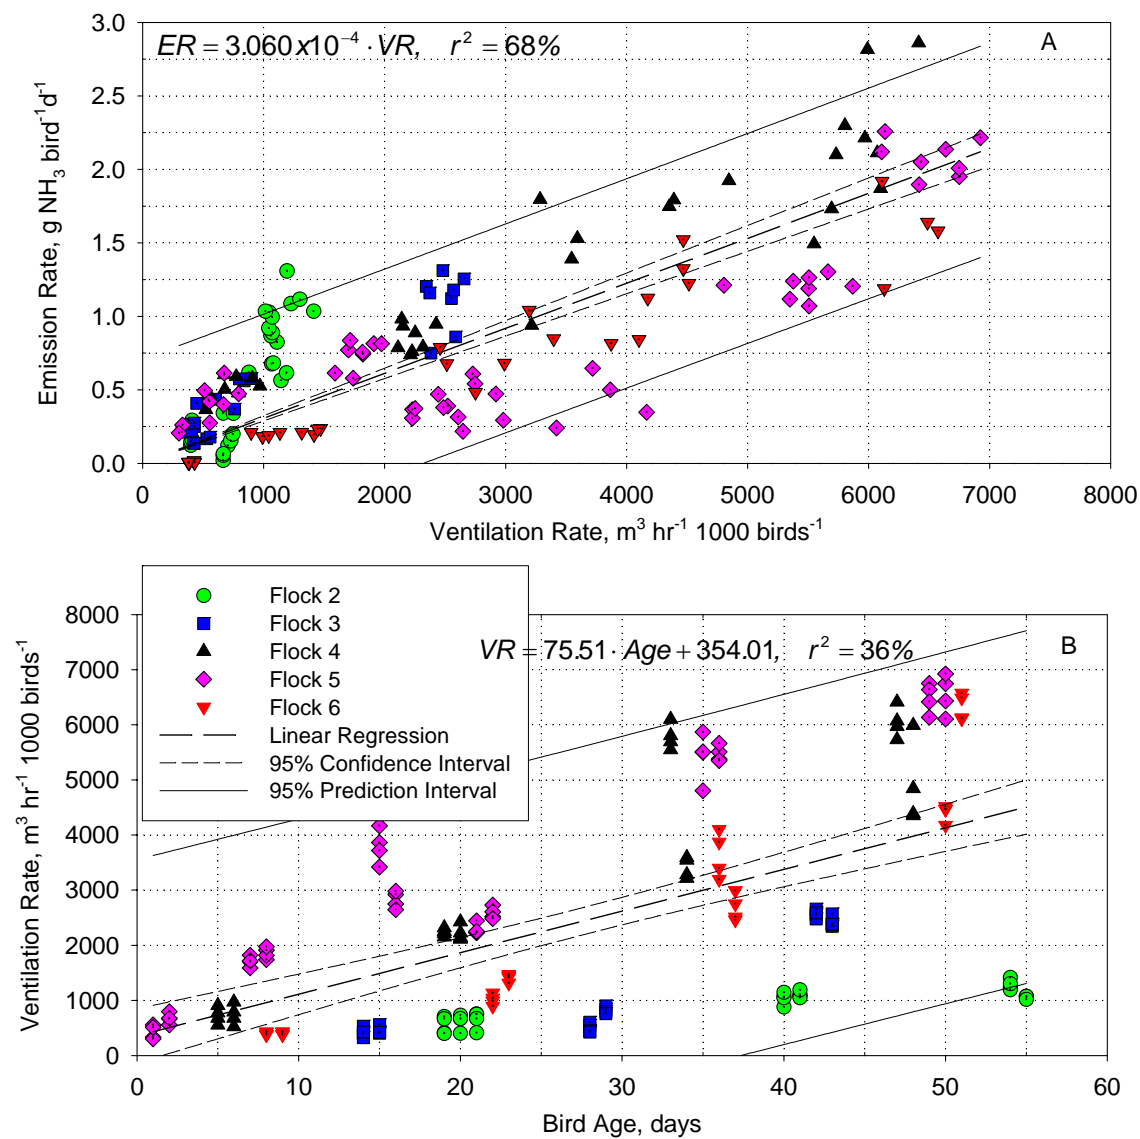 ER = 3.060x10⁻⁴ · VR, r² = 68%
A
3.0
2.5
2.0
1.5
1.0
0.5
0.0
Emission Rate, g NH₃ bird⁻¹d⁻¹
0 1000 2000 3000 4000 5000 6000 7000 8000
Ventilation Rate, m³ hr⁻¹ 1000 birds⁻¹
Flock 2
Flock 3
Flock 4
Flock 5
Flock 6
Linear Regression
95% Confidence Interval
95% Prediction Interval
VR = 75.51 · Age + 354.01, r² = 36%
B
8000
7000
6000
5000
4000
3000
2000
1000
0
Ventilation Rate, m³ hr⁻¹ 1000 birds⁻¹
0 10 20 30 40 50 60
Bird Age, days